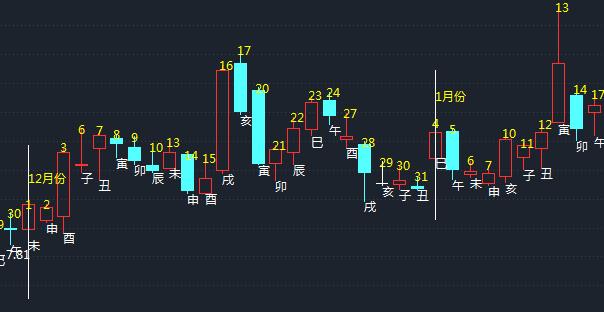 12月份
1月份
30
1
2
3
6
7
8
9
10
13
14
15
16
17
20
21
22
23
24
27
28
29
30
31
4
5
6
7
10
11
12
13
14
17
午
未
申
酉
子
丑
寅
卯
辰
未
申
酉
戌
亥
寅
卯
辰
巳
午
酉
戌
亥
子
丑
巳
午
未
申
亥
子
丑
寅
卯
午
7.81